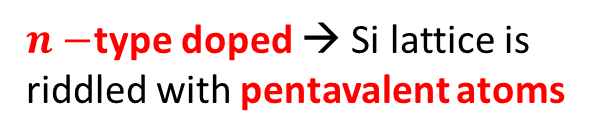 n −type doped → Si lattice is
riddled with pentavalent atoms